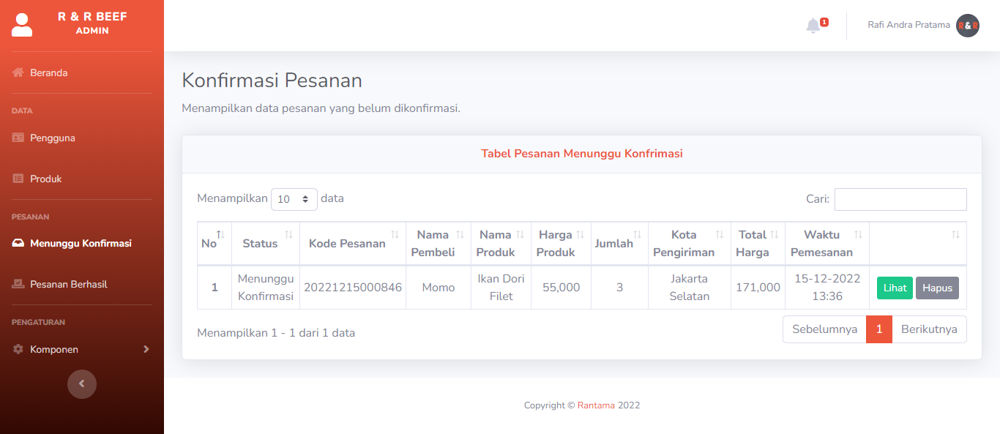 R & R BEEF
ADMIN
Beranda
DATA
Pengguna
Produk
PESANAN
Menunggu Konfirmasi
Pesanan Berhasil
PENGATURAN
Komponen
1
Rafi Andra Pratama
R&R
Konfirmasi Pesanan
Menampilkan data pesanan yang belum dikonfirmasi.
Tabel Pesanan Menunggu Konfrimasi
Menampilkan 10 data
Cari:
No
Status
Kode Pesanan
Nama
Pembeli
Nama
Produk
Harga
Produk
Jumlah
Kota
Pengiriman
Total
Harga
Waktu
Pemesanan
1
Menunggu
Konfirmasi
20221215000846
Momo
Ikan Dori
Filet
55,000
3
Jakarta
Selatan
171,000
15-12-2022
13:36
Lihat
Hapus
Menampilkan 1 - 1 dari 1 data
Sebelumnya 1 Berikutnya
Copyright © Rantama 2022